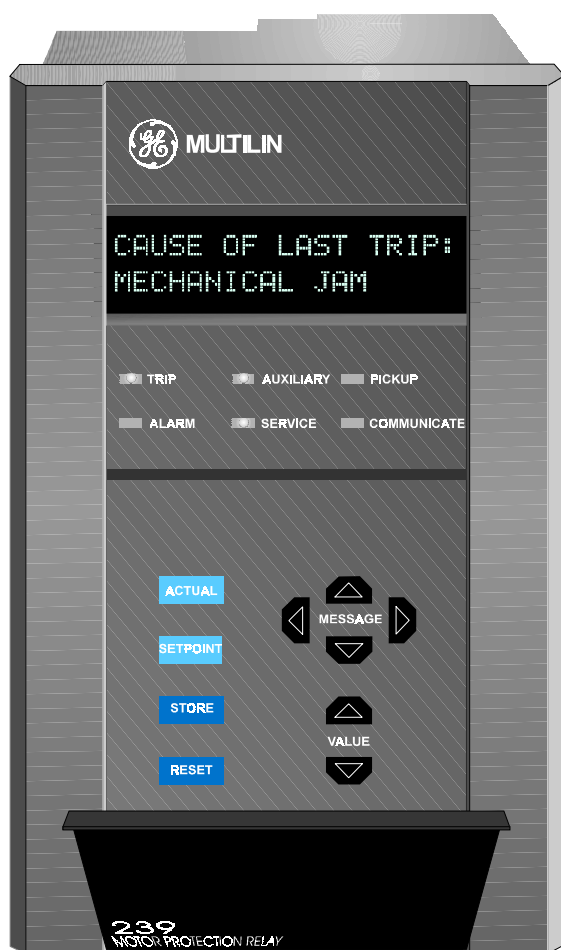 GE MULTILIN
CAUSE OF LAST TRIP:
MECHANICAL JAM
TRIP AUXILIARY PICKUP
ALARM SERVICE COMMUNICATE
ACTUAL
MESSAGE
SETPOINT
STORE
VALUE
RESET
239
MOTOR PROTECTION RELAY